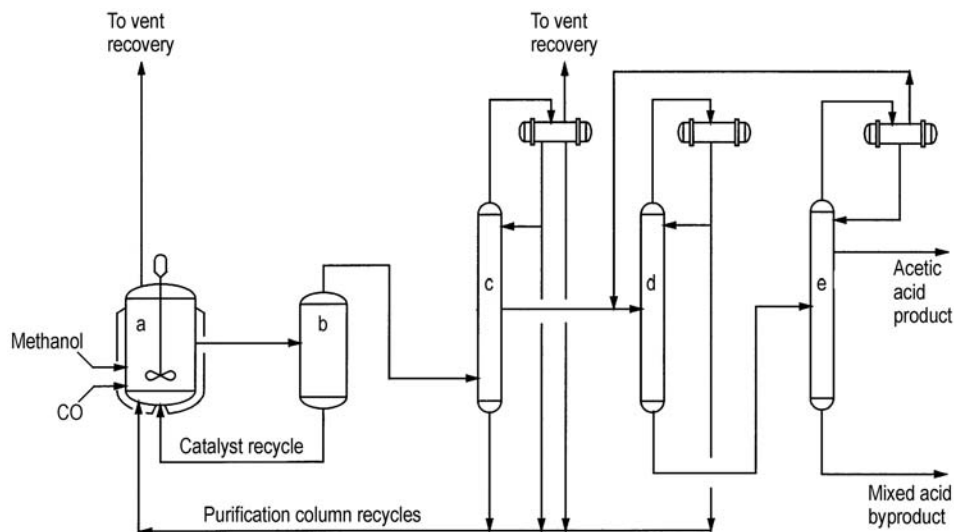 To vent
recovery
To vent
recovery
a
b
c
d
e
Methanol
CO
Acetic
acid
product
Catalyst recycle
Purification column recycles
Mixed acid
byproduct